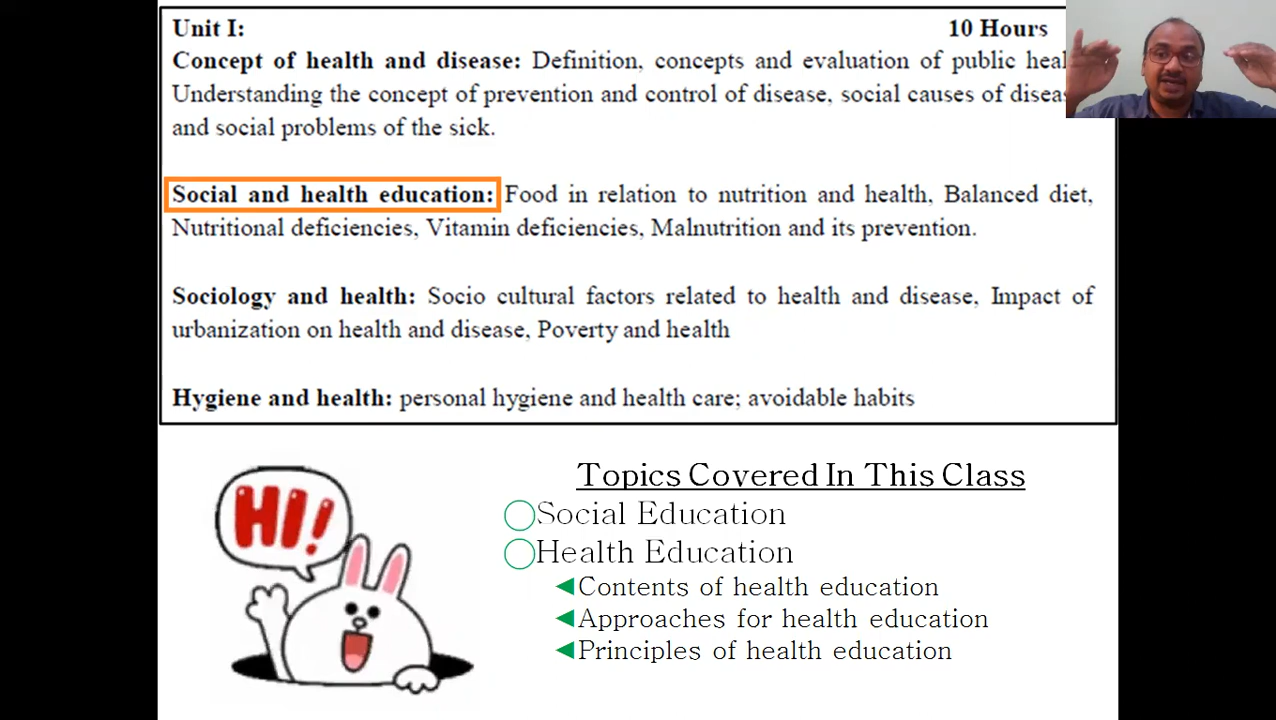 Unit I: 10 Hours
Concept of health and disease: Definition, concepts and evaluation of public
Understanding the concept of prevention and control of disease, social causes of
and social problems of the sick.
Social and health education: Food in relation to nutrition and health, Balanced diet,
Nutritional deficiencies, Vitamin deficiencies, Malnutrition and its prevention.
Sociology and health: Socio cultural factors related to health and disease, Impact of
urbanization on health and disease, Poverty and health
Hygiene and health: personal hygiene and health care; avoidable habits
HI!
Topics Covered In This Class
Social Education
Health Education
Contents of health education
Approaches for health education
Principles of health education